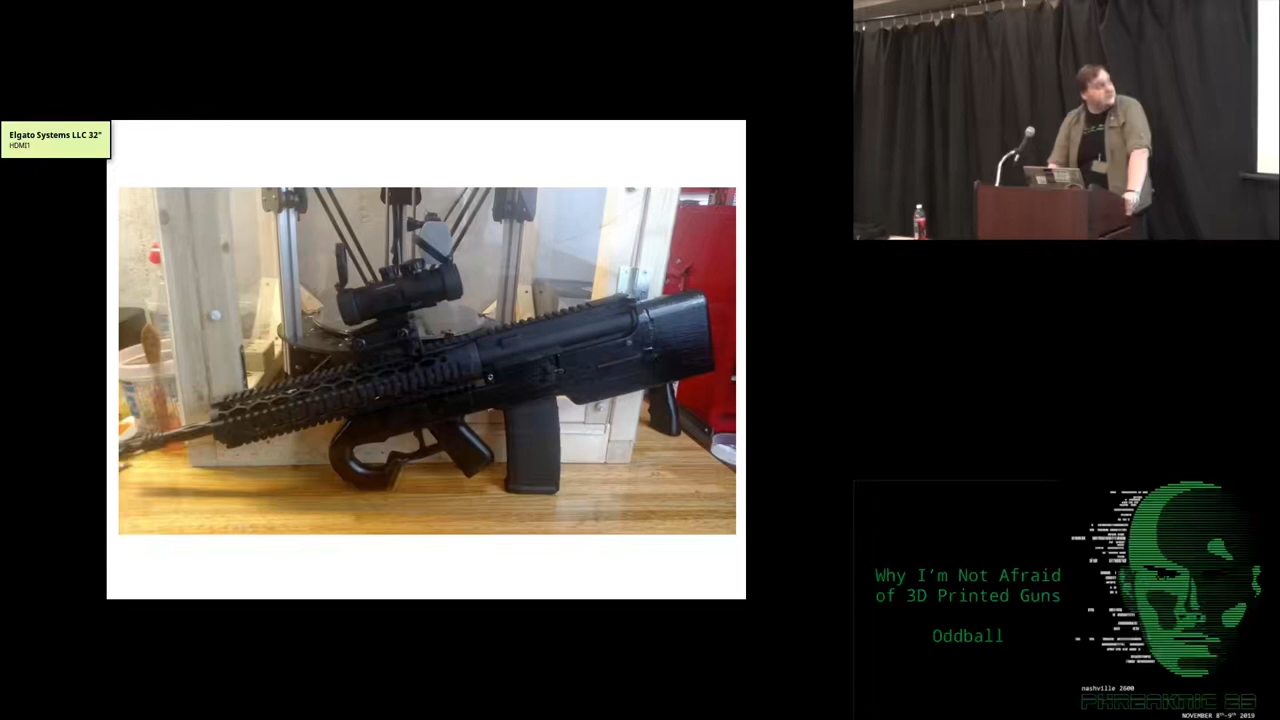 Elgato Systems LLC 32"
HDMI1
Why I'm Not Afraid
of 3D Printed Guns
Oddball
nashville 2600
PHREAKNIC 23
NOVEMBER 8TH-9TH 2019